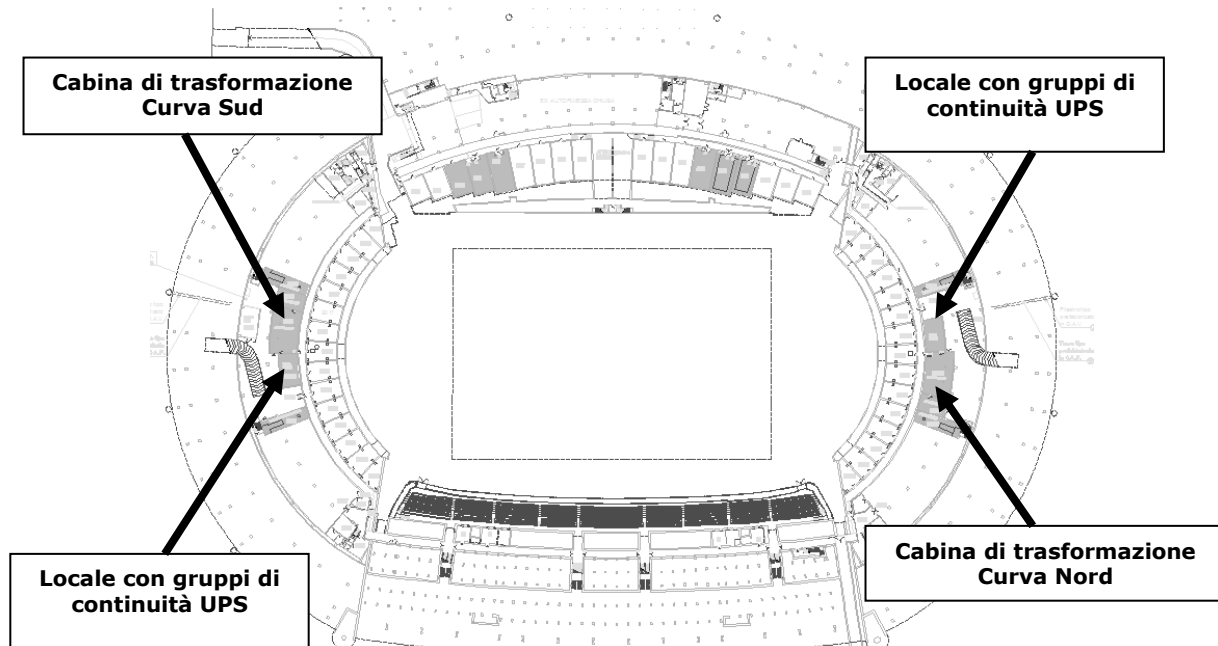 Cabina di trasformazione
Curva Sud
Locale con gruppi di
continuità UPS
Locale con gruppi di
continuità UPS
Cabina di trasformazione
Curva Nord